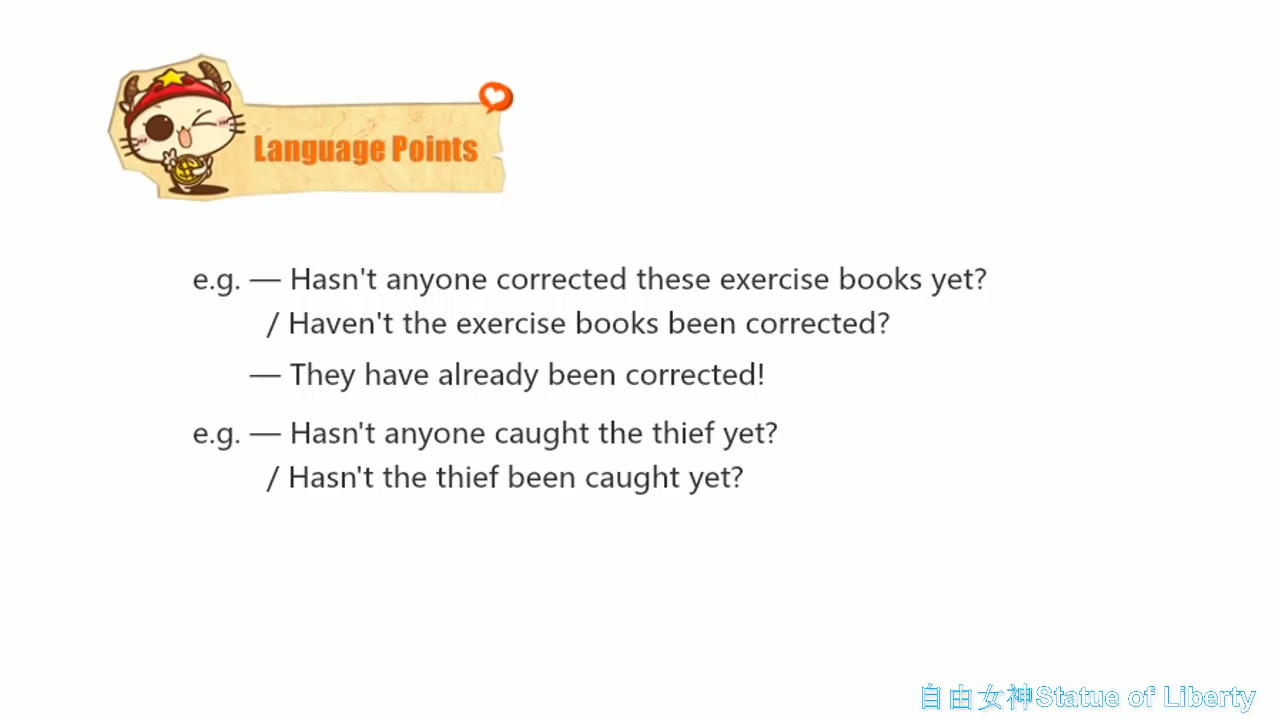 Language Points
e.g. — Hasn't anyone corrected these exercise books yet?
/ Haven't the exercise books been corrected?
— They have already been corrected!
e.g. — Hasn't anyone caught the thief yet?
/ Hasn't the thief been caught yet?
自由女神Statue of Liberty